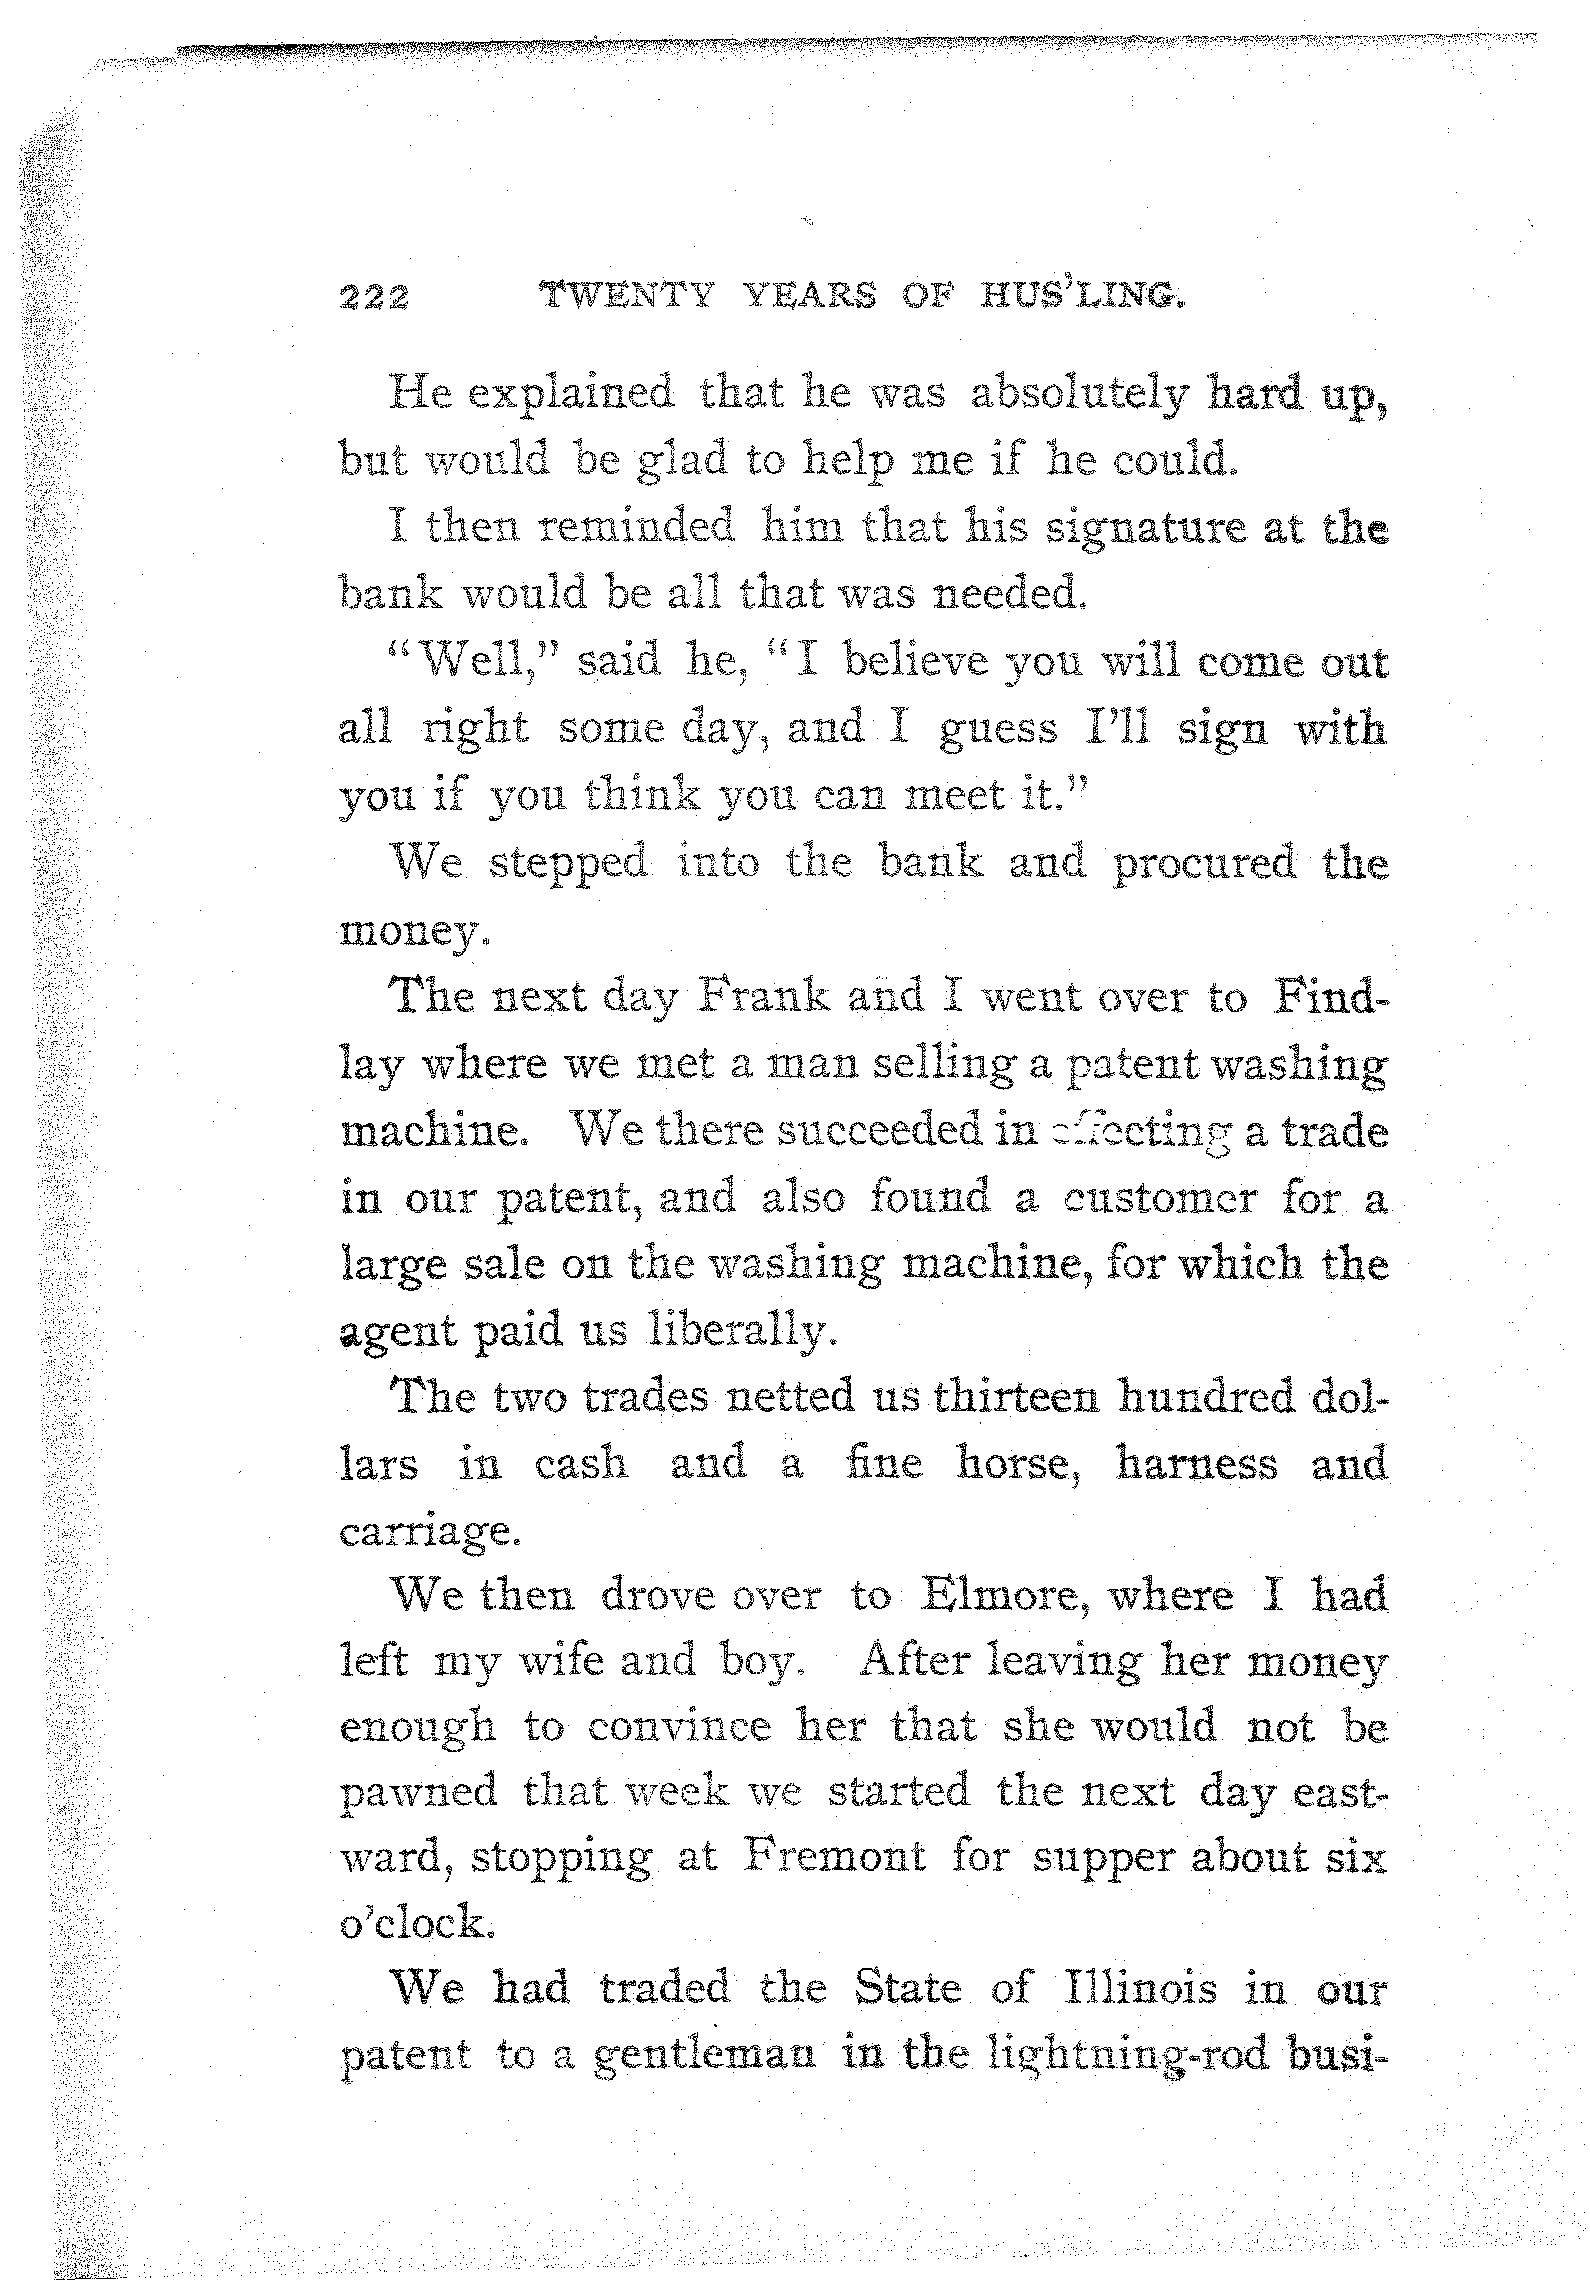 222 TWENTY YEARS OF HUS'LING.
He explained that he was absolutely hard up,
but would be glad to help me if he could.
I then reminded him that his signature at the
bank would be all that was needed.
"Well," said he, "I believe you will come out
all right some day, and I guess I'll sign with
you if you think you can meet it."
We stepped into the bank and procured the
money.
The next day Frank and I went over to Find-
lay where we met a man selling a patent washing
machine. We there succeeded in effecting a trade
in our patent, and also found a customer for a
large sale on the washing machine, for which the
agent paid us liberally.
The two trades netted us thirteen hundred dol-
lars in cash and a fine horse, harness and
carriage.
We then drove over to Elmore, where I had
left my wife and boy. After leaving her money
enough to convince her that she would not be
pawned that week we started the next day east-
ward, stopping at Fremont for supper about six
o'clock.
We had traded the State of Illinois in our
patent to a gentleman in the lightning-rod busi-